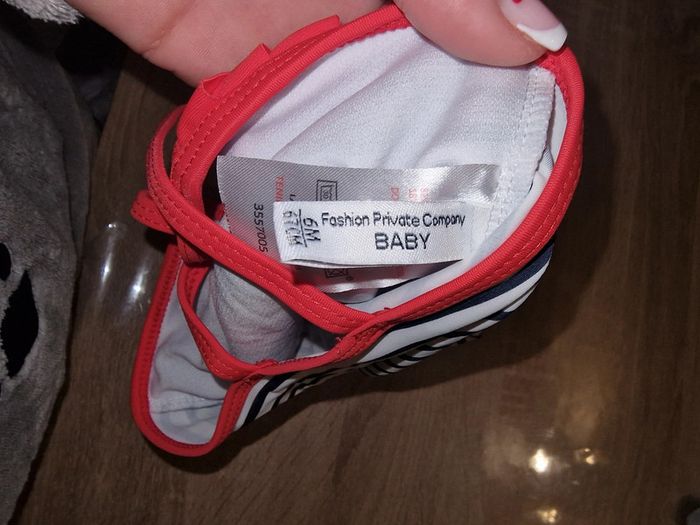 Fashion Private Company
BABY
6M
67CM
3557005